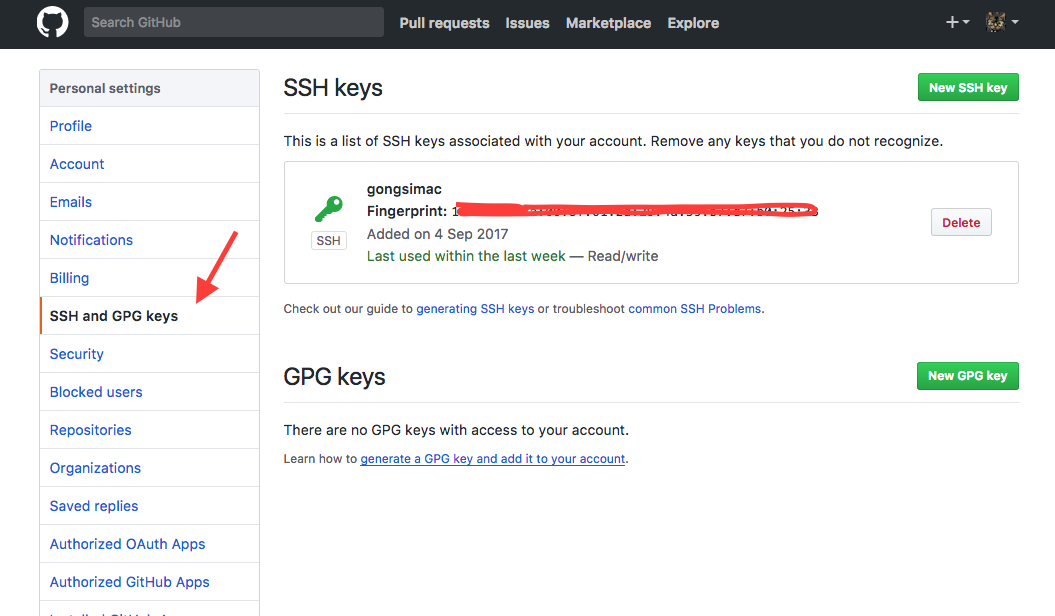 Search GitHub
Pull requests
Issues
Marketplace
Explore
Personal settings
Profile
Account
Emails
Notifications
Billing
SSH and GPG keys
Security
Blocked users
Repositories
Organizations
Saved replies
Authorized OAuth Apps
Authorized GitHub Apps
SSH keys
New SSH key
This is a list of SSH keys associated with your account. Remove any keys that you do not recognize.
gongsimac
Fingerprint:
SSH
Added on 4 Sep 2017
Last used within the last week — Read/write
Delete
Check out our guide to generating SSH keys or troubleshoot common SSH Problems.
GPG keys
New GPG key
There are no GPG keys with access to your account.
Learn how to generate a GPG key and add it to your account.